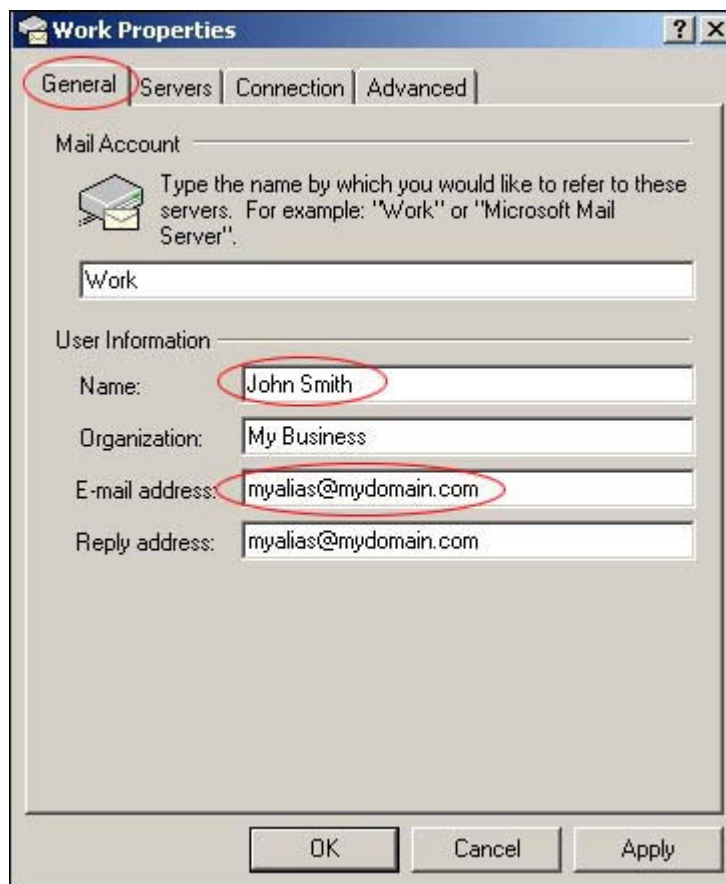 Work Properties
General Servers Connection Advanced
Mail Account
Type the name by which you would like to refer to these
servers. For example: "Work" or "Microsoft Mail
Server".
Work
User Information
Name: John Smith
Organization: My Business
E-mail address: myalias@mydomain.com
Reply address: myalias@mydomain.com
OK Cancel Apply